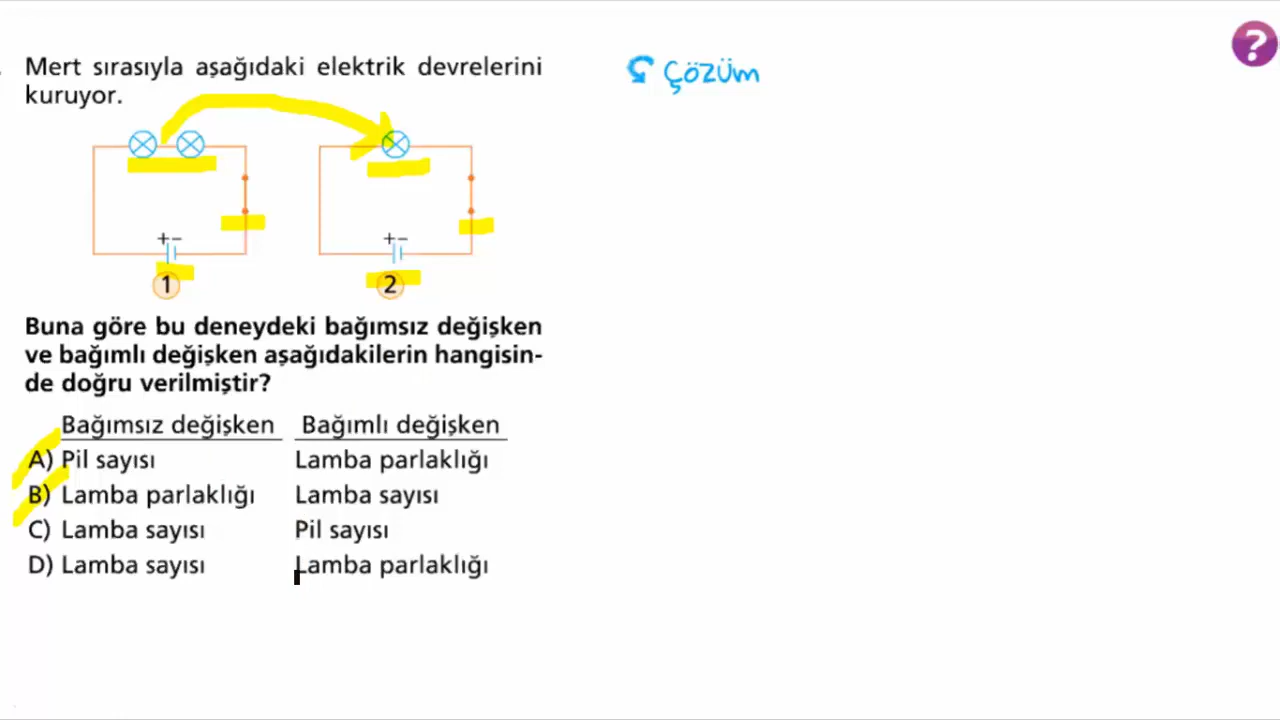 Mert sırasıyla aşağıdaki elektrik devrelerini
kuruyor.
çözüm
?
+-
+-
1
2
Buna göre bu deneydeki bağımsız değişken
ve bağımlı değişken aşağıdakilerin hangisin-
de doğru verilmiştir?
Bağımsız değişken Bağımlı değişken
A) Pil sayısı Lamba parlaklığı
B) Lamba parlaklığı Lamba sayısı
C) Lamba sayısı Pil sayısı
D) Lamba sayısı Lamba parlaklığı